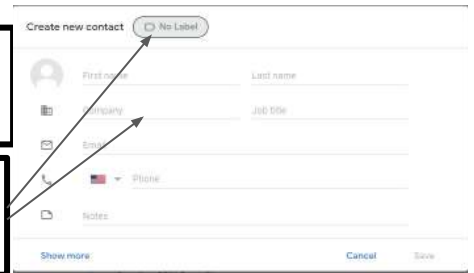 Create new contact No Label
First name Last name
Company Job title
Email
Phone
Notes
Show more Cancel Save